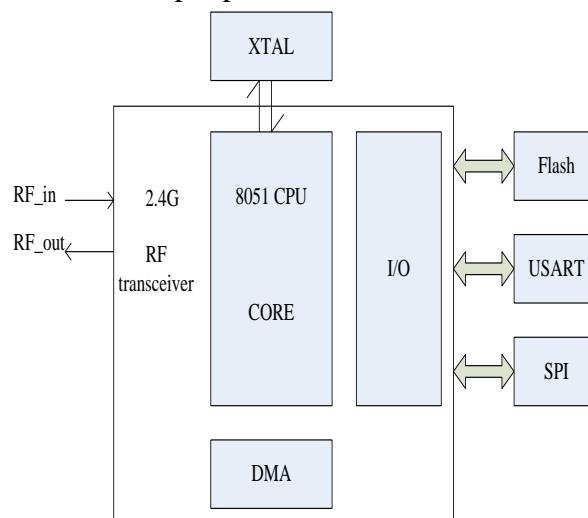 XTAL
RF_in
RF_out
2.4G
RF
transceiver
8051 CPU
CORE
I/O
DMA
Flash
USART
SPI